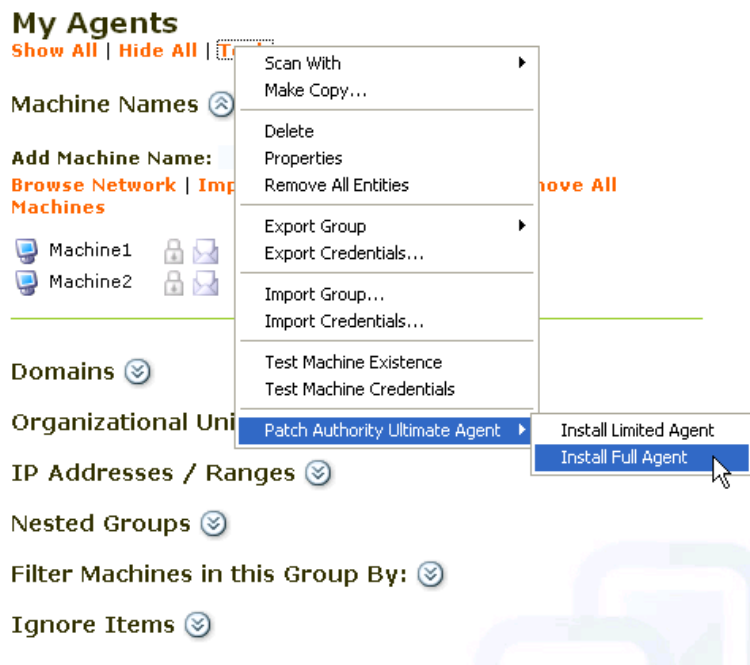 My Agents
Show All | Hide All |
Scan With
Make Copy...
Machine Names
Delete
Add Machine Name:
Properties
Browse Network |
Remove All Entities
Machines
Export Group
Machine1
Export Credentials...
Machine2
Import Group...
Import Credentials...
Test Machine Existence
Domains
Test Machine Credentials
Organizational
Patch Authority Ultimate Agent
Install Limited Agent
Install Full Agent
IP Addresses / Ranges
Nested Groups
Filter Machines in this Group By:
Ignore Items